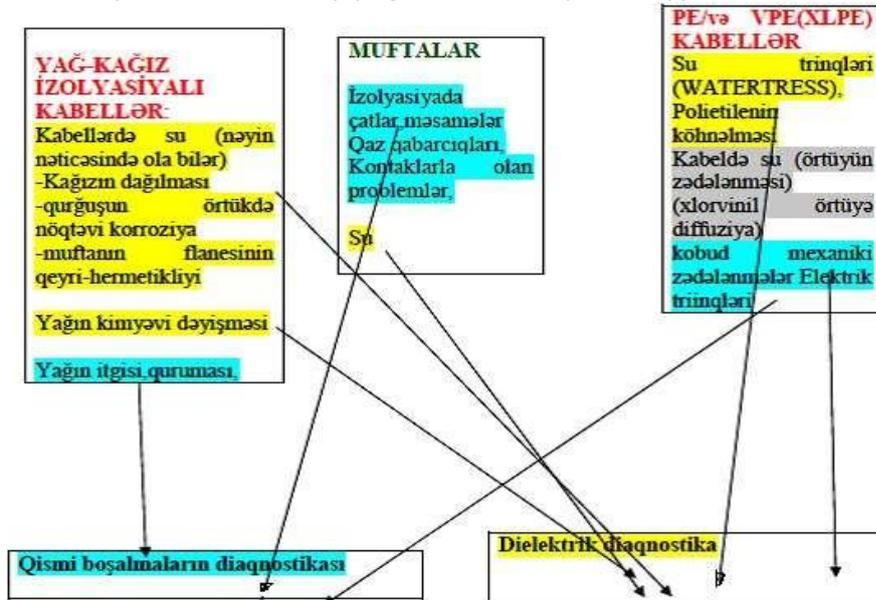 YAĞ-KAĞIZ
İZOLYASİYALI
KABELLƏR:
Kabellərdə su (nəyin
nəticəsində ola bilər)
-Kağızın dağılması
-qurğuşun örtükdə
nöqtəvi korroziya
-muftanın flanesinin
qeyri-hermetikliyi
Yağın kimyəvi dəyişməsi
Yağın itgisi,quruması,
MUFTALAR
İzolyasiyada
çatlar,məsamələr
Qaz qabarcıqları,
Kontaklarla olan
problemlər,
Su
PE/və VPE(XLPE)
KABELLƏR
Su trinqləri
(WATERTRESS),
Polietilenin
köhnəlməsi
Kabeldə su (örtüyün
zədələnməsi)
(xlorvinil örtüyə
diffuziya)
kobud mexaniki
zədələnmələr Elektrik
triinqləri
Qismi boşalmaların diaqnostikası
Dielektrik diaqnostika